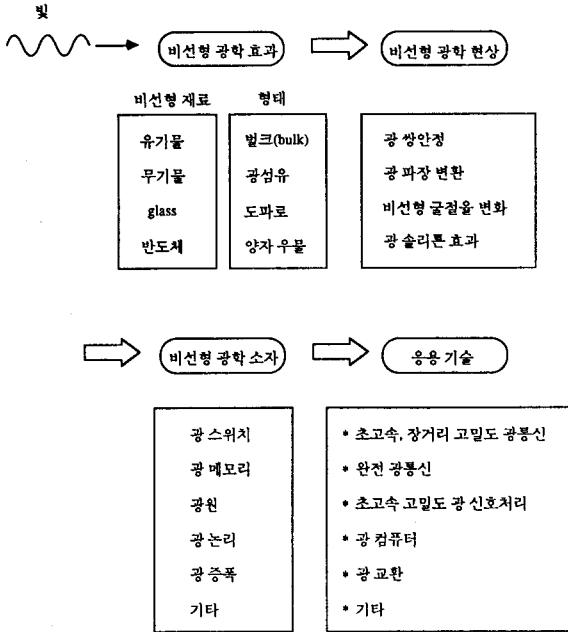 빛
비선형 광학 효과
비선형 광학 현상
비선형 재료
형태
유기물
무기물
glass
반도체
벌크(bulk)
광섬유
도파로
양자 우물
광 쌍안정
광 파장 변환
비선형 굴절율 변화
광 솔리톤 효과
비선형 광학 소자
응용 기술
광 스위치
광 메모리
광원
광 논리
광 증폭
기타
* 초고속, 장거리 고밀도 광통신
* 완전 광통신
* 초고속 고밀도 광 신호처리
* 광 컴퓨터
* 광 교환
* 기타